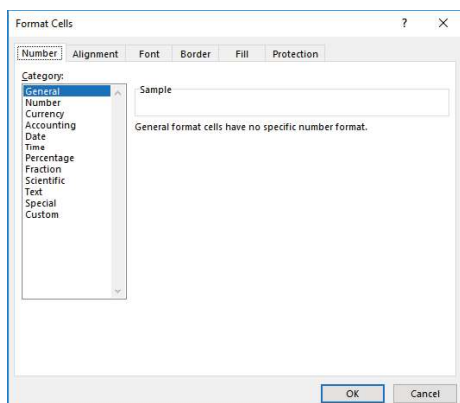 Format Cells ? X
Number Alignment Font Border Fill Protection
Category:
General
Number
Currency
Accounting
Date
Time
Percentage
Fraction
Scientific
Text
Special
Custom
Sample
General format cells have no specific number format.
OK Cancel